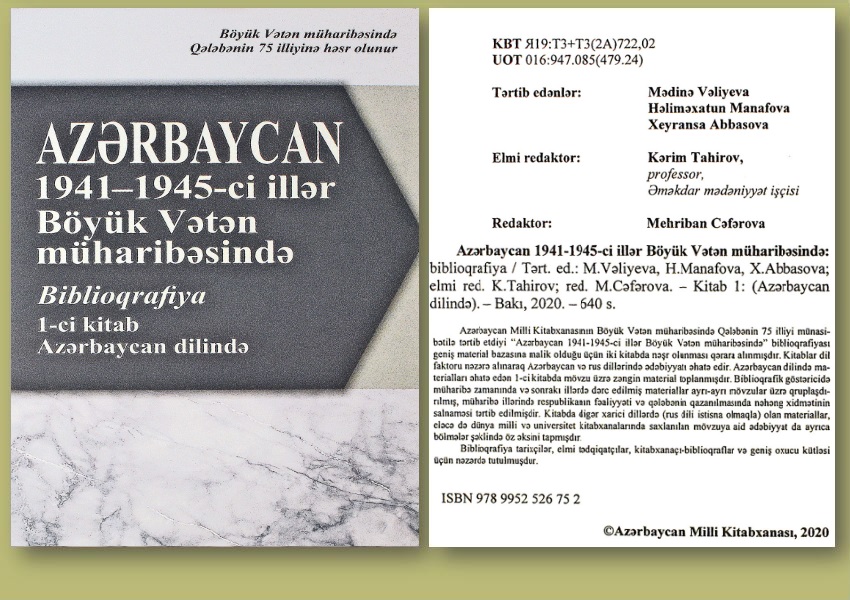 Böyük Vətən müharibəsində
Qələbənin 75 illiyinə həsr olunur
AZƏRBAYCAN
1941–1945-ci illər
Böyük Vətən
müharibəsində
Biblioqrafiya
1-ci kitab
Azərbaycan dilində
KBT Я19:T3+T3(2A)722,02
UOT 016:947.085(479.24)
Tərtib edənlər: Mədinə Vəliyeva
Həliməxatun Manafova
Xeyransa Abbasova
Elmi redaktor: Kərim Tahirov,
professor,
Əməkdar mədəniyyət işçisi
Redaktor: Mehriban Cəfərova
Azərbaycan 1941-1945-ci illər Böyük Vətən müharibəsində:
biblioqrafiya / Tərt. ed.: M.Vəliyeva, H.Manafova, X.Abbasova;
elmi red. K.Tahirov; red. M.Cəfərova. – Kitab 1: (Azərbaycan
dilində). – Bakı, 2020. – 640 s.
Azərbaycan Milli Kitabxanasının Böyük Vətən müharibəsində Qələbənin 75 illiyi münasi-
bətilə tərtib etdiyi “Azərbaycan 1941-1945-ci illər Böyük Vətən müharibəsində” biblioqrafiyası
geniş material bazasına malik olduğu üçün iki kitabda nəşr olunması qərara alınmışdır. Kitablar dil
faktoru nəzərə alınaraq Azərbaycan və rus dillərində ədəbiyyatı əhatə edir. Azərbaycan dilində ma-
terialları əhatə edən 1-ci kitabda mövzu üzrə zəngin material toplanmışdır. Biblioqrafik göstəricidə
müharibə zamanında və sonrakı illərdə dərc edilmiş materiallar ayrı-ayrı mövzular üzrə qruplaşdı-
rılmış, müharibə illərində respublikanın fəaliyyəti və qələbənin qazanılmasında nəhəng xidmətinin
salnaməsi tərtib edilmişdir. Kitabda digər xarici dillərdə (rus dili istisna olmaqla) olan materiallar,
eləcə də dünya milli və universitet kitabxanalarında saxlanılan mövzuya aid ədəbiyyat da ayrıca
bölmələr şəklində öz əksini tapmışdır.
Biblioqrafiya tarixçilər, elmi tədqiqatçılar, kitabxanaçı-biblioqraflar və geniş oxucu kütləsi
üçün nəzərdə tutulmuşdur.
ISBN 978 9952 526 75 2
©Azərbaycan Milli Kitabxanası, 2020